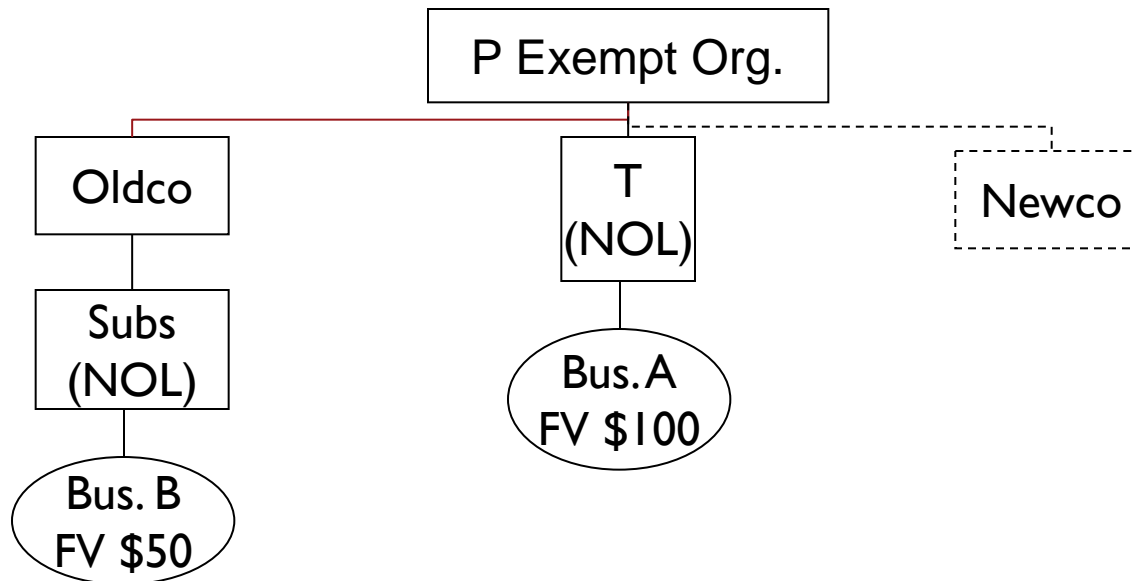 P Exempt Org.
Oldco
T
(NOL)
Newco
Subs
(NOL)
Bus. A
FV $100
Bus. B
FV $50